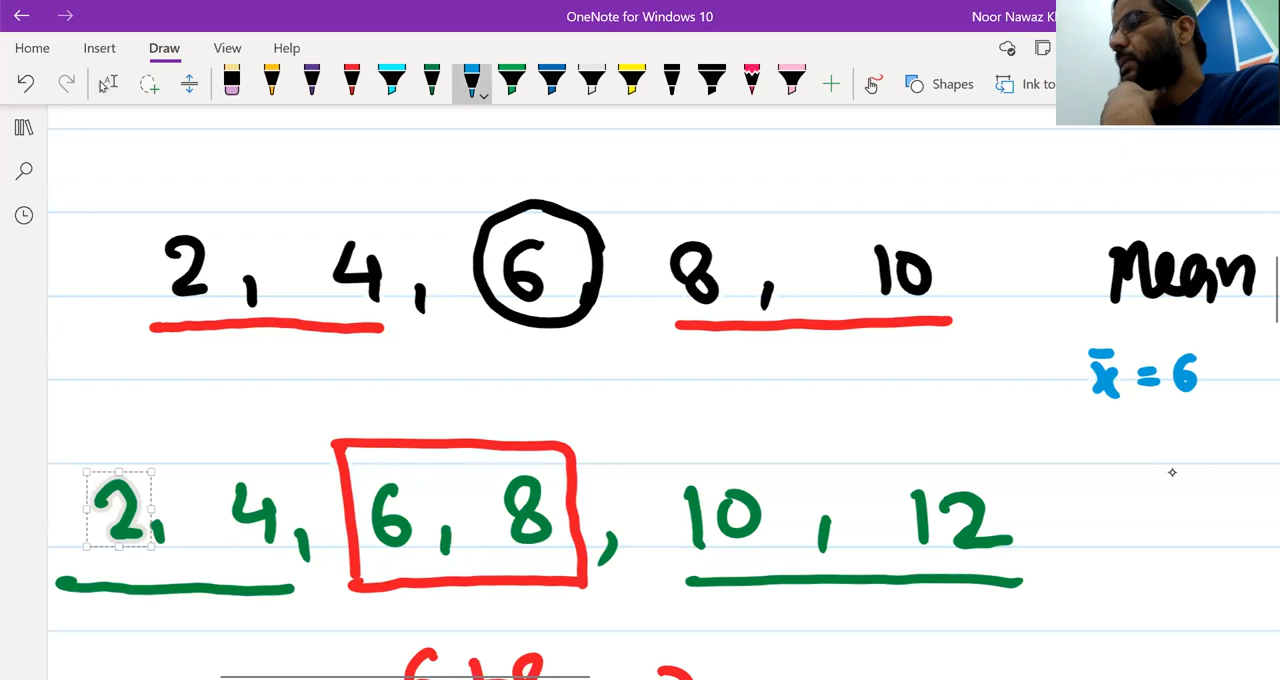 OneNote for Windows 10
Noor Nawaz
Home Insert Draw View Help
Shapes
Ink to
2, 4, 6 8, 10
Mean
x̄ = 6
2, 4, 6, 8, 10, 12